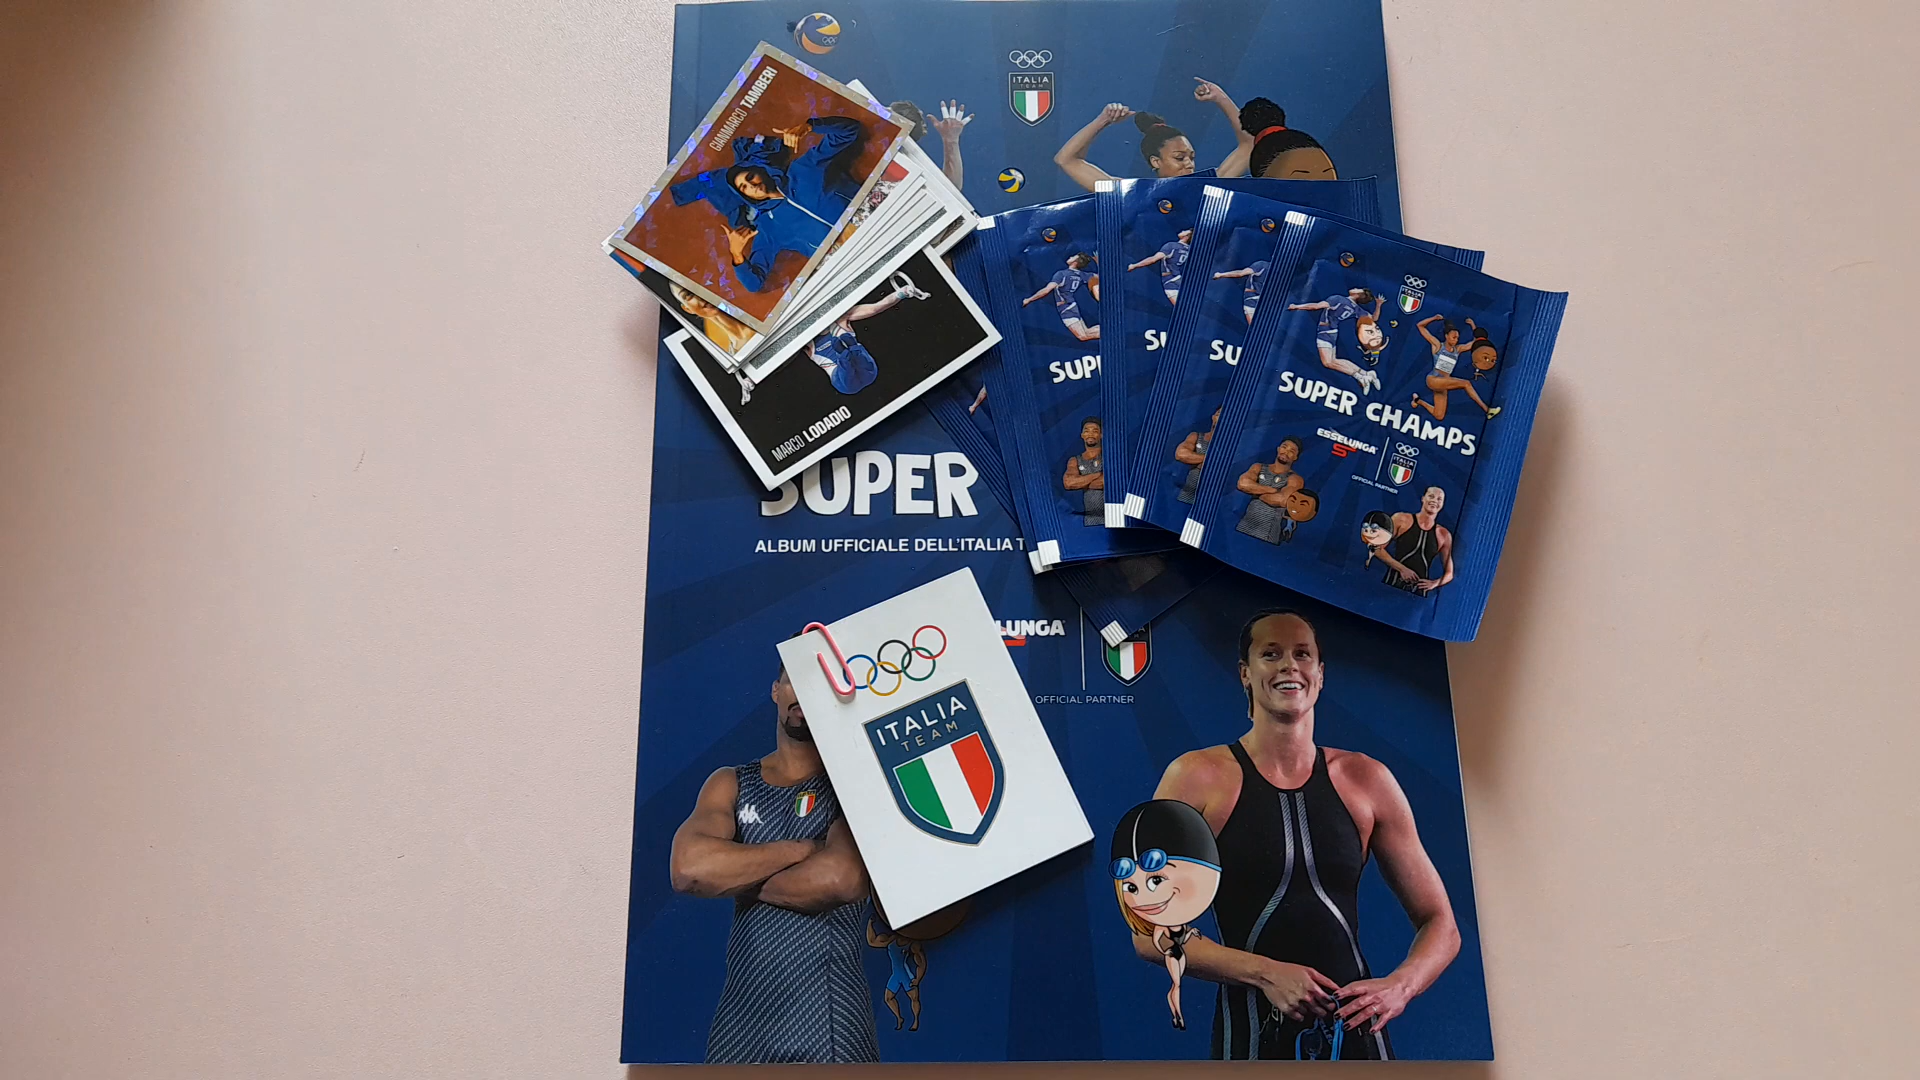 ITALIA
TEAM
GIANMARCO TAMBERI
MARCO LODADIO
SUPER
ALBUM UFFICIALE DELL'ITALIA T
SUP
SU
SU
SUPER CHAMPS
ESSELUNGA
ITALIA
OFFICIAL PARTNER
LUNGA
OFFICIAL PARTNER
ITALIA
TEAM